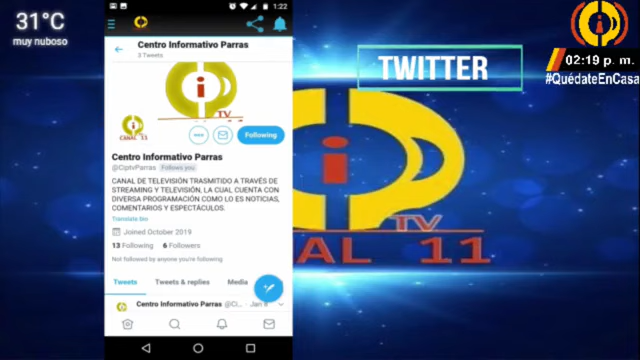 31°C
muy nuboso
1:22
Centro Informativo Parras
3 Tweets
i
TV
CANAL 11
Following
Centro Informativo Parras
@CiptvParras Follows you
CANAL DE TELEVISIÓN TRASMITIDO A TRAVÉS DE
STREAMING Y TELEVISIÓN, LA CUAL CUENTA CON
DIVERSA PROGRAMACIÓN COMO LO ES NOTICIAS,
COMENTARIOS Y ESPECTÁCULOS.
Translate bio
Joined October 2019
13 Following 6 Followers
Not followed by anyone you're following
Tweets Tweets & replies Media
Centro Informativo Parras @Ci... · Jan 8
TWITTER
i
TV
CANAL 11
02:19 p. m.
#QuédateEnCasa